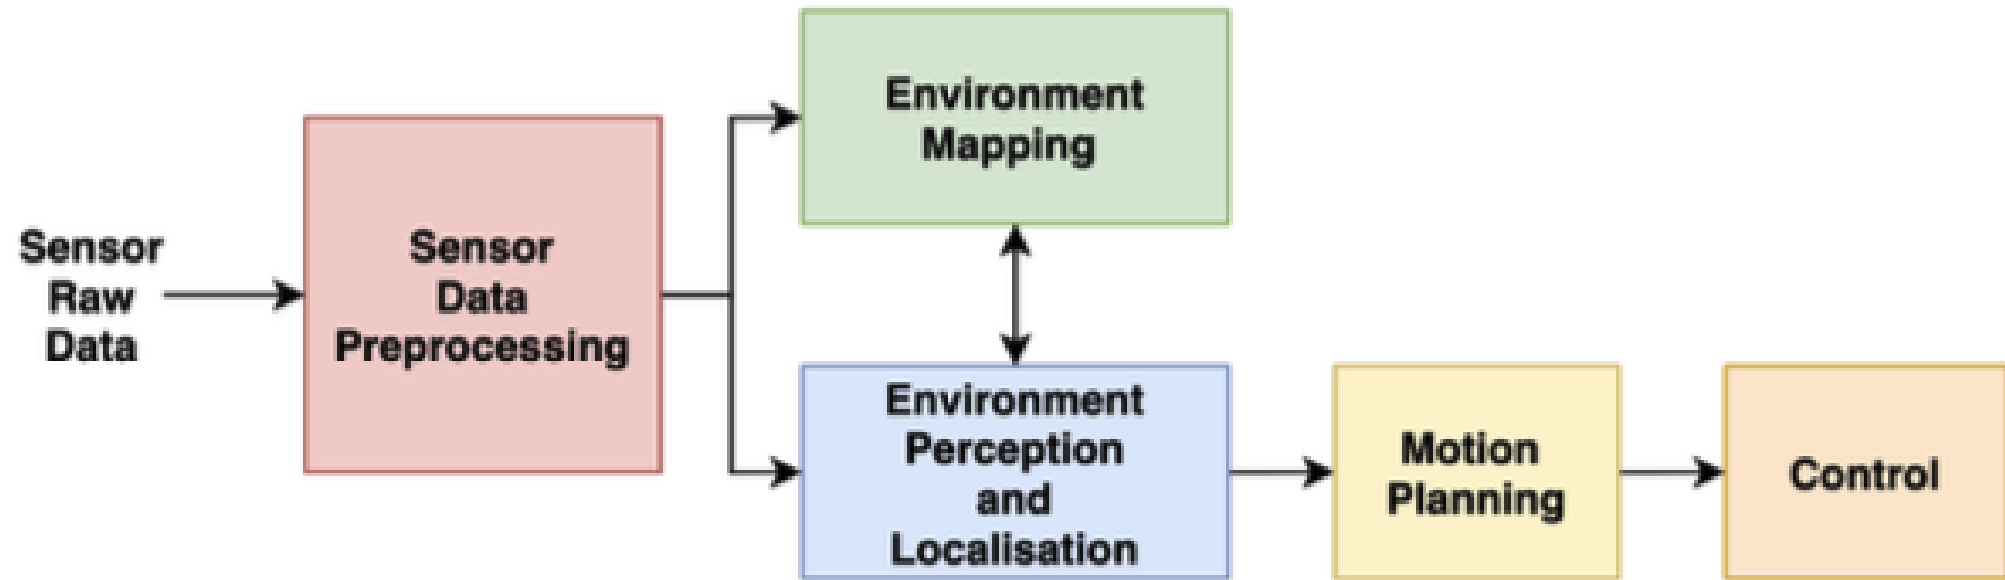 Sensor
Raw
Data
Sensor
Data
Preprocessing
Environment
Mapping
Environment
Perception
and
Localisation
Motion
Planning
Control